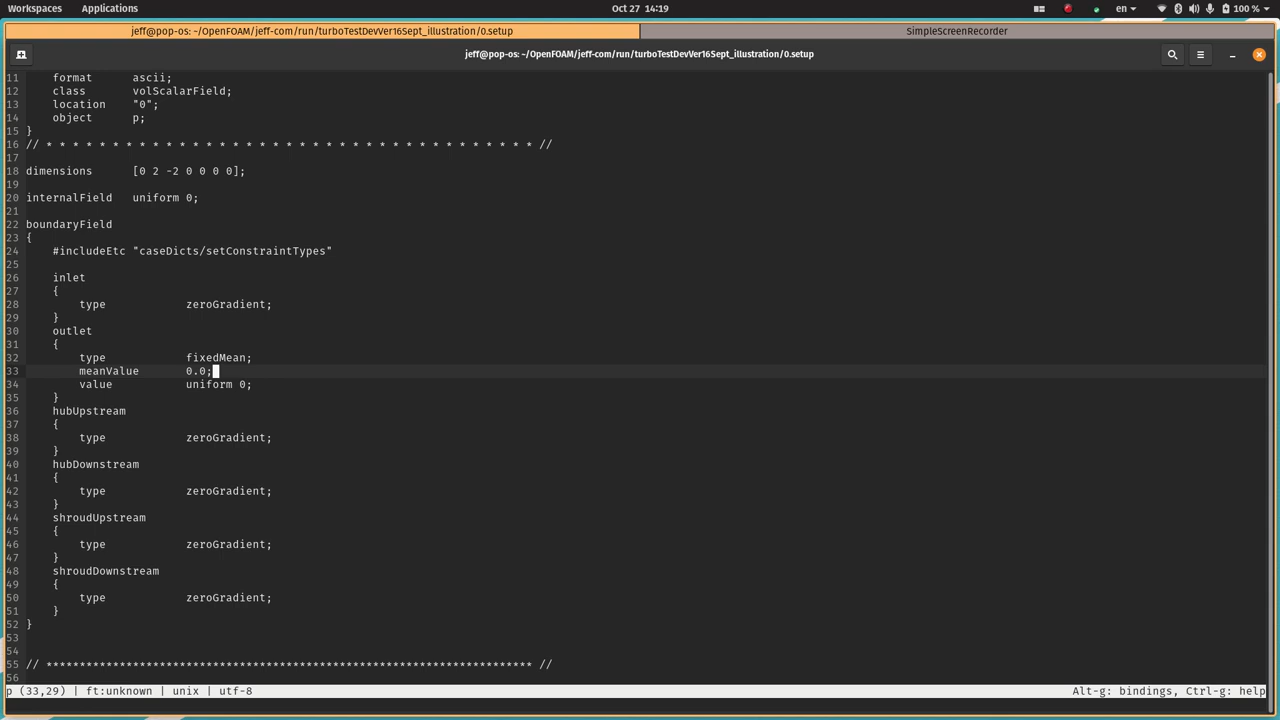 Workspaces Applications Oct 27 14:19 en 100 %
jeff@pop-os: ~/OpenFOAM/jeff-com/run/turboTestDevVer16Sept_illustration/0.setup SimpleScreenRecorder
jeff@pop-os: ~/OpenFOAM/jeff-com/run/turboTestDevVer16Sept_illustration/0.setup
11     format      ascii;
12     class       volScalarField;
13     location    "0";
14     object      p;
15 }
16 // * * * * * * * * * * * * * * * * * * * * * * * * * * * * * * * * * * * * * //
17
18 dimensions      [0 2 -2 0 0 0 0];
19
20 internalField   uniform 0;
21
22 boundaryField
23 {
24     #includeEtc "caseDicts/setConstraintTypes"
25
26     inlet
27     {
28         type            zeroGradient;
29     }
30     outlet
31     {
32         type            fixedMean;
33         meanValue       0.0;
34         value           uniform 0;
35     }
36     hubUpstream
37     {
38         type            zeroGradient;
39     }
40     hubDownstream
41     {
42         type            zeroGradient;
43     }
44     shroudUpstream
45     {
46         type            zeroGradient;
47     }
48     shroudDownstream
49     {
50         type            zeroGradient;
51     }
52 }
53
54
55 // ************************************************************************* //
56
p (33,29) | ft:unknown | unix | utf-8 Alt-g: bindings, Ctrl-g: help